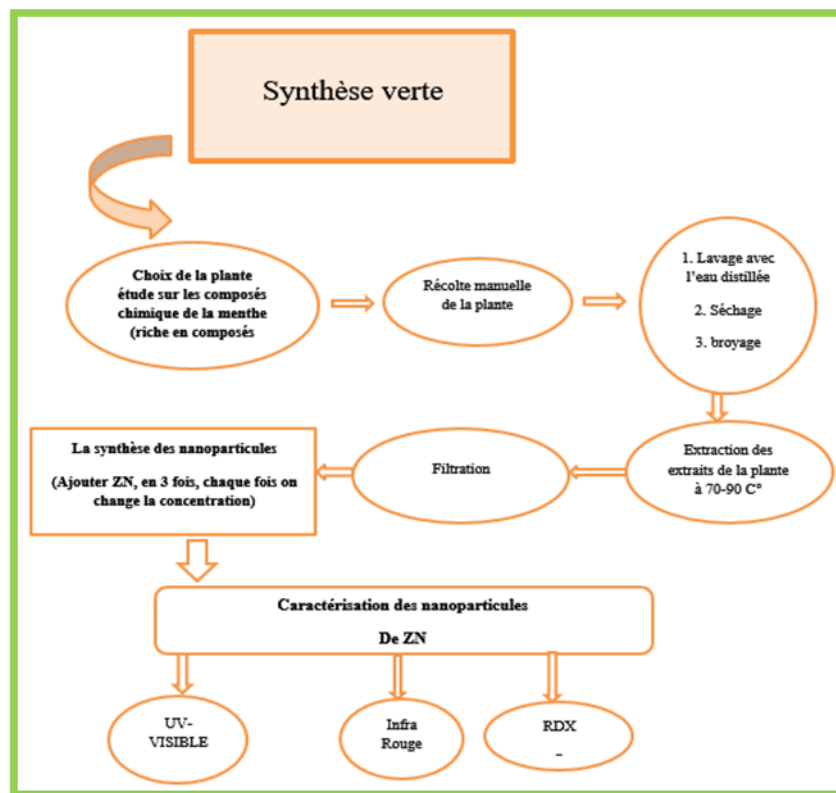 Synthèse verte
Choix de la plante
étude sur les composés
chimique de la menthe
(riche en composés
Récolte manuelle
de la plante
1. Lavage avec
l'eau distillée
2. Séchage
3. broyage
Extraction des
extraits de la plante
à 70-90 C°
Filtration
La synthèse des nanoparticules
(Ajouter ZN, en 3 fois, chaque fois on
change la concentration)
Caractérisation des nanoparticules
De ZN
UV-
VISIBLE
Infra
Rouge
RDX
_